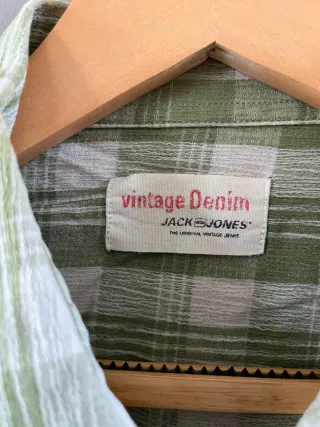 vintage Denim
JACK JONES
THE ORIGINAL VINTAGE JEANS